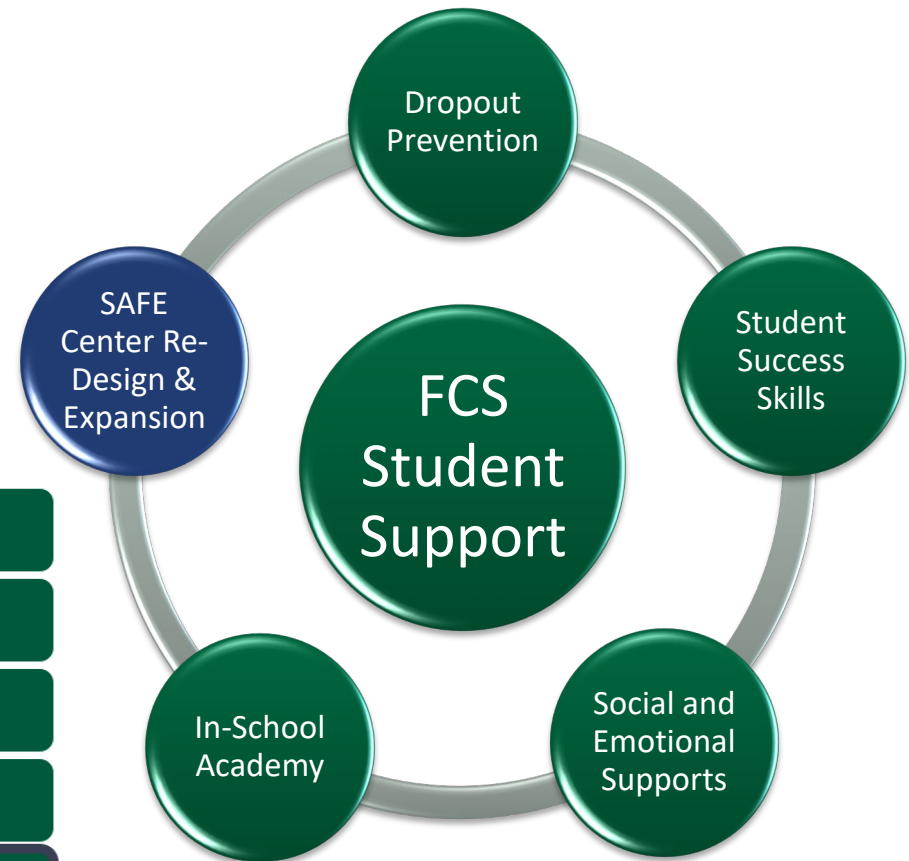 Dropout
Prevention
SAFE
Center Re-
Design &
Expansion
Student
Success
Skills
FCS
Student
Support
In-School
Academy
Social and
Emotional
Supports